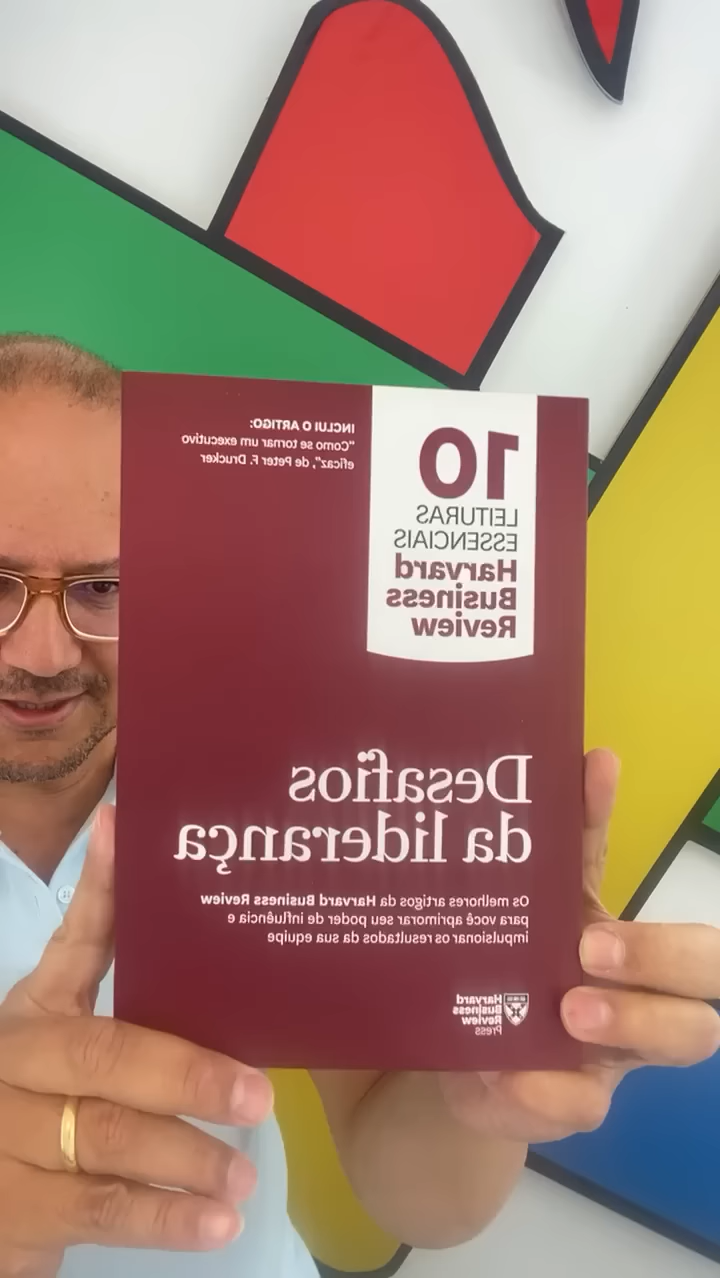 INCLUI O ARTIGO:
“Como se tornar um executivo
eficaz”, de Peter F. Drucker
10
LEITURAS
ESSENCIAIS
Harvard
Business
Review
Desafios
da liderança
Os melhores artigos da Harvard Business Review
para você aprimorar seu poder de influência e
impulsionar os resultados da sua equipe
Harvard
Business
Review
Press